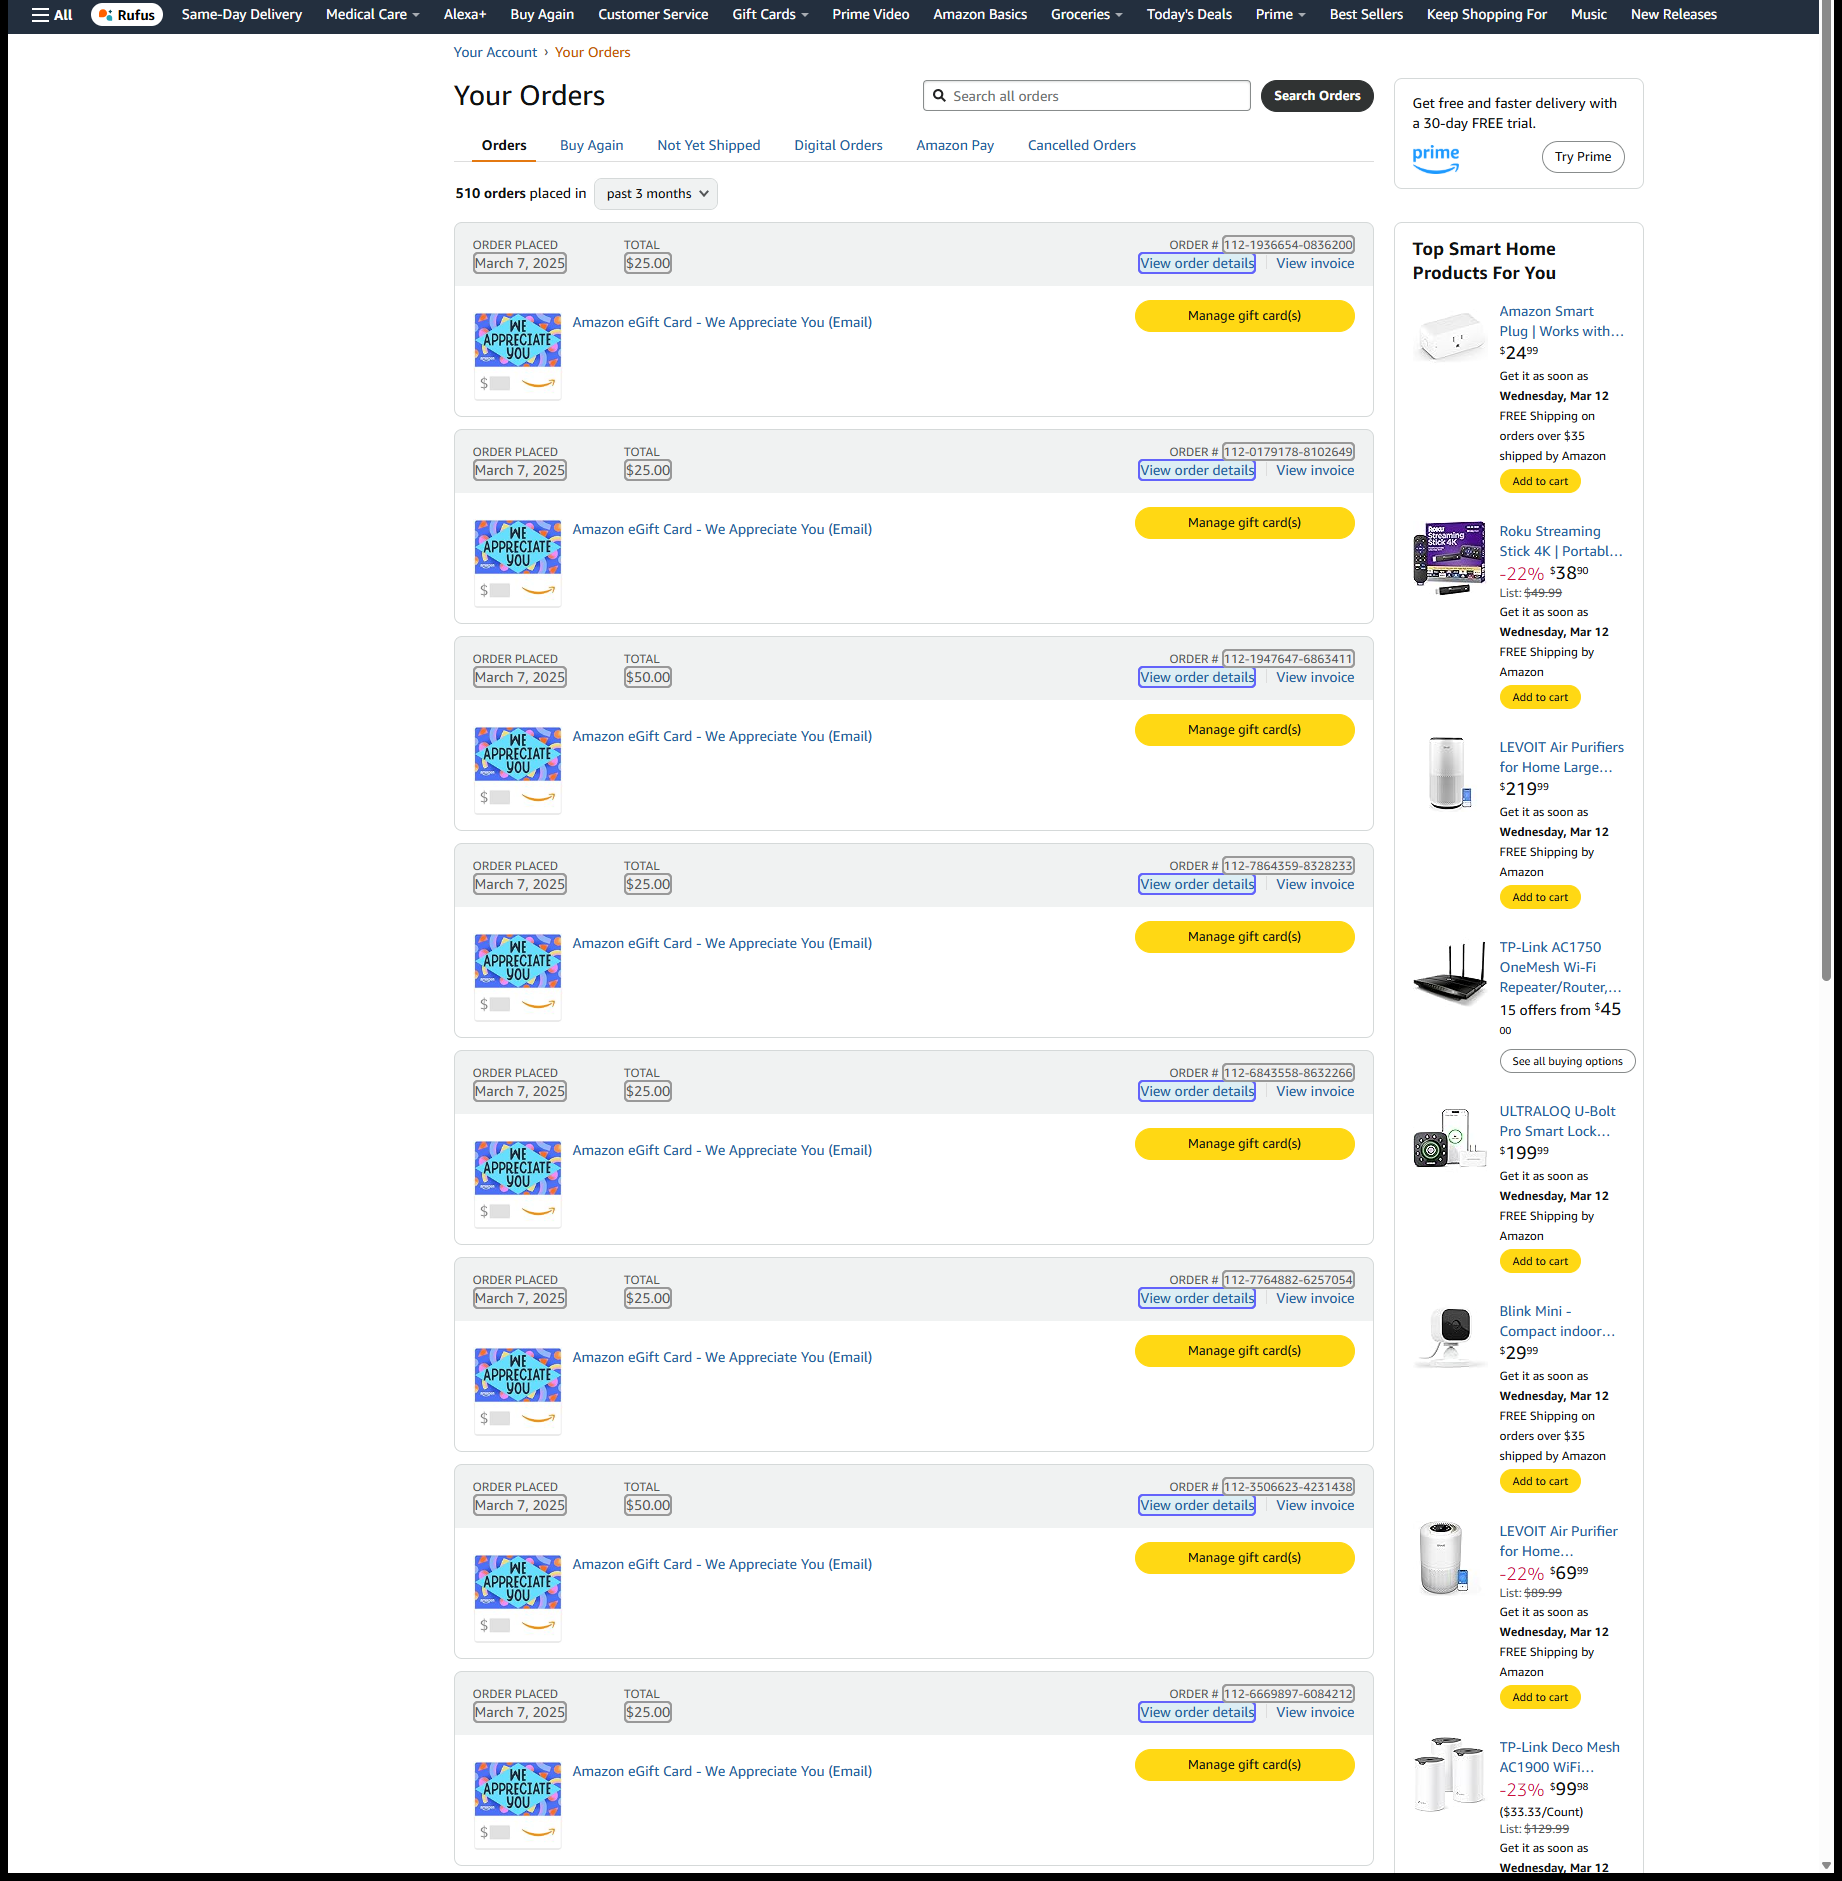 All
Rufus
Same-Day Delivery
Medical Care
Alexa+
Buy Again
Customer Service
Gift Cards
Prime Video
Amazon Basics
Groceries
Today's Deals
Prime
Best Sellers
Keep Shopping For
Music
New Releases
Your Account › Your Orders
Your Orders
Search all orders
Search Orders
Orders
Buy Again
Not Yet Shipped
Digital Orders
Amazon Pay
Cancelled Orders
510 orders placed in past 3 months
ORDER PLACED
March 7, 2025
TOTAL
$25.00
ORDER # 112-1936654-0836200
View order details
View invoice
WE
APPRECIATE
YOU
$
Amazon eGift Card - We Appreciate You (Email)
Manage gift card(s)
ORDER PLACED
March 7, 2025
TOTAL
$25.00
ORDER # 112-0179178-8102649
View order details
View invoice
WE
APPRECIATE
YOU
$
Amazon eGift Card - We Appreciate You (Email)
Manage gift card(s)
ORDER PLACED
March 7, 2025
TOTAL
$50.00
ORDER # 112-1947647-6863411
View order details
View invoice
WE
APPRECIATE
YOU
$
Amazon eGift Card - We Appreciate You (Email)
Manage gift card(s)
ORDER PLACED
March 7, 2025
TOTAL
$25.00
ORDER # 112-7864359-8328233
View order details
View invoice
WE
APPRECIATE
YOU
$
Amazon eGift Card - We Appreciate You (Email)
Manage gift card(s)
ORDER PLACED
March 7, 2025
TOTAL
$25.00
ORDER # 112-6843558-8632266
View order details
View invoice
WE
APPRECIATE
YOU
$
Amazon eGift Card - We Appreciate You (Email)
Manage gift card(s)
ORDER PLACED
March 7, 2025
TOTAL
$25.00
ORDER # 112-7764882-6257054
View order details
View invoice
WE
APPRECIATE
YOU
$
Amazon eGift Card - We Appreciate You (Email)
Manage gift card(s)
ORDER PLACED
March 7, 2025
TOTAL
$50.00
ORDER # 112-3506623-4231438
View order details
View invoice
WE
APPRECIATE
YOU
$
Amazon eGift Card - We Appreciate You (Email)
Manage gift card(s)
ORDER PLACED
March 7, 2025
TOTAL
$25.00
ORDER # 112-6669897-6084212
View order details
View invoice
WE
APPRECIATE
YOU
$
Amazon eGift Card - We Appreciate You (Email)
Manage gift card(s)
Get free and faster delivery with
a 30-day FREE trial.
prime
Try Prime
Top Smart Home
Products For You
Amazon Smart
Plug | Works with…
$24⁹⁹
Get it as soon as
Wednesday, Mar 12
FREE Shipping on
orders over $35
shipped by Amazon
Add to cart
Roku
Streaming
Stick 4K
Roku Streaming
Stick 4K | Portabl…
-22% $38⁹⁰
List: $49.99
Get it as soon as
Wednesday, Mar 12
FREE Shipping by
Amazon
Add to cart
LEVOIT Air Purifiers
for Home Large…
$219⁹⁹
Get it as soon as
Wednesday, Mar 12
FREE Shipping by
Amazon
Add to cart
TP-Link AC1750
OneMesh Wi-Fi
Repeater/Router,…
15 offers from $45
00
See all buying options
ULTRALOQ U-Bolt
Pro Smart Lock…
$199⁹⁹
Get it as soon as
Wednesday, Mar 12
FREE Shipping by
Amazon
Add to cart
Blink Mini -
Compact indoor…
$29⁹⁹
Get it as soon as
Wednesday, Mar 12
FREE Shipping on
orders over $35
shipped by Amazon
Add to cart
LEVOIT Air Purifier
for Home…
-22% $69⁹⁹
List: $89.99
Get it as soon as
Wednesday, Mar 12
FREE Shipping by
Amazon
Add to cart
TP-Link Deco Mesh
AC1900 WiFi…
-23% $99⁹⁸
($33.33/Count)
List: $129.99
Get it as soon as
Wednesday, Mar 12